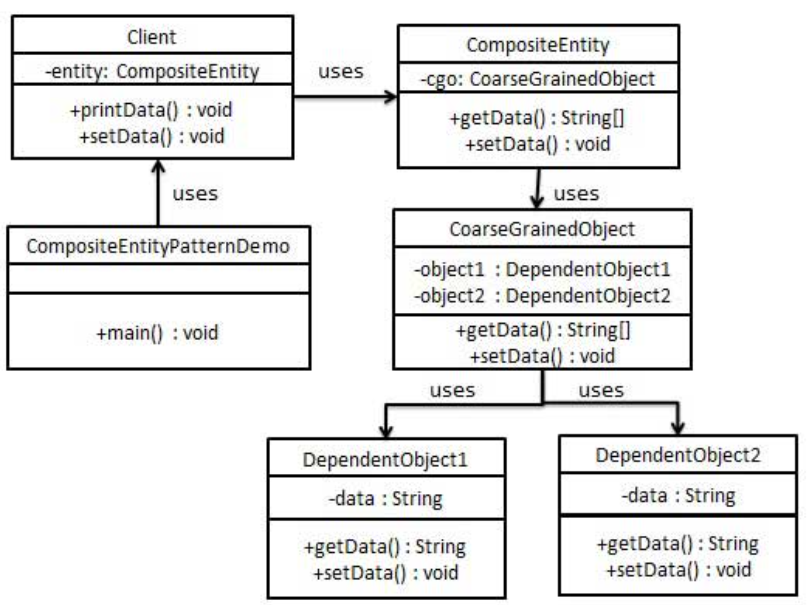 Client
-entity: CompositeEntity
+printData() : void
+setData() : void
uses
CompositeEntity
-cgo: CoarseGrainedObject
+getData() : String[]
+setData() : void
uses
uses
CompositeEntityPatternDemo
+main() : void
CoarseGrainedObject
-object1 : DependentObject1
-object2 : DependentObject2
+getData() : String[]
+setData() : void
uses
uses
DependentObject1
-data : String
+getData() : String
+setData() : void
DependentObject2
-data : String
+getData() : String
+setData() : void